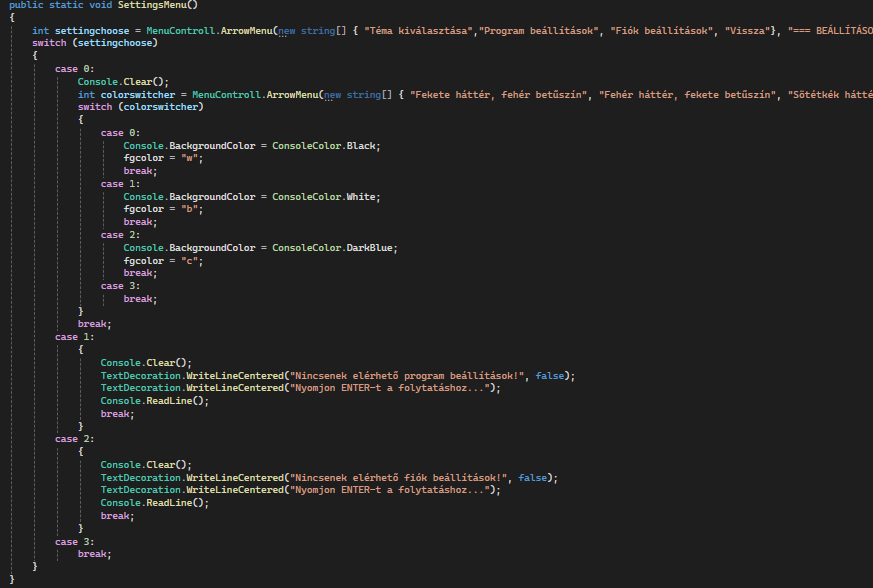 public static void SettingsMenu()
{
int settingchoose = MenuControll.ArrowMenu(new string[] { "Téma kiválasztása","Program beállítások", "Fiók beállítások", "Vissza"}, "=== BEÁLLÍTÁSO
switch (settingchoose)
{
case 0:
Console.Clear();
int colorswitcher = MenuControll.ArrowMenu(new string[] { "Fekete háttér, fehér betűszín", "Fehér háttér, fekete betűszín", "Sötétkék hátté
switch (colorswitcher)
{
case 0:
Console.BackgroundColor = ConsoleColor.Black;
fgcolor = "w";
break;
case 1:
Console.BackgroundColor = ConsoleColor.White;
fgcolor = "b";
break;
case 2:
Console.BackgroundColor = ConsoleColor.DarkBlue;
fgcolor = "c";
break;
case 3:
break;
}
break;
case 1:
{
Console.Clear();
TextDecoration.WriteLineCentered("Nincsenek elérhető program beállítások!", false);
TextDecoration.WriteLineCentered("Nyomjon ENTER-t a folytatáshoz...");
Console.ReadLine();
break;
}
case 2:
{
Console.Clear();
TextDecoration.WriteLineCentered("Nincsenek elérhető fiók beállítások!", false);
TextDecoration.WriteLineCentered("Nyomjon ENTER-t a folytatáshoz...");
Console.ReadLine();
break;
}
case 3:
break;
}
}